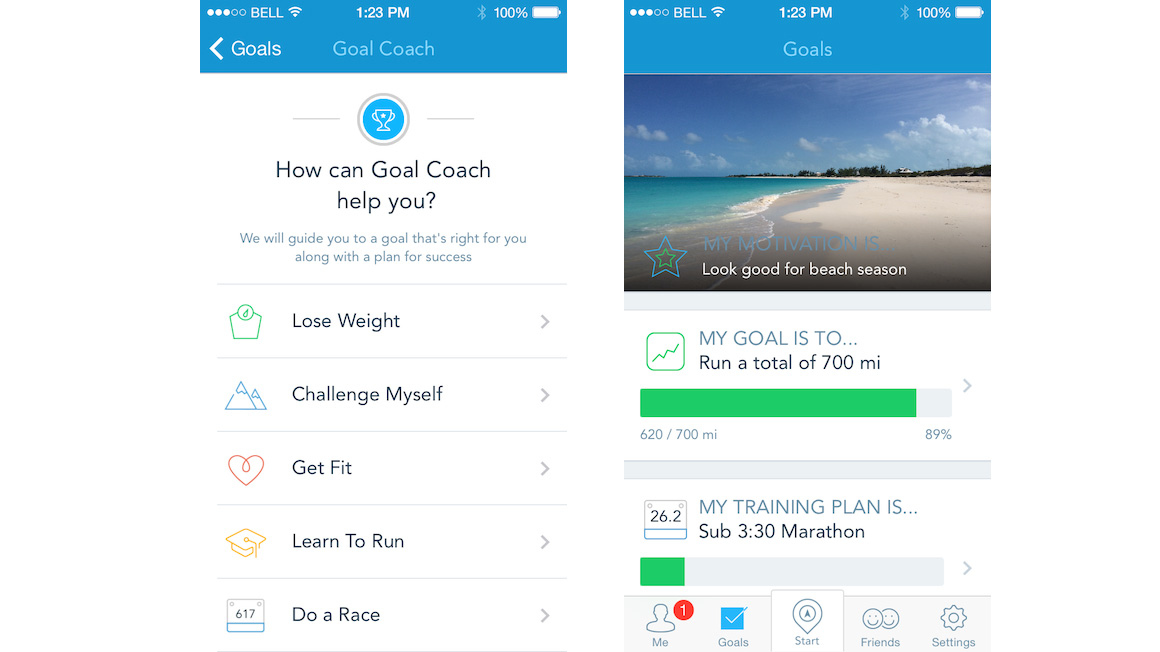 BELL 1:23 PM 100%
Goals Goal Coach
How can Goal Coach
help you?
We will guide you to a goal that's right for you
along with a plan for success
Lose Weight
Challenge Myself
Get Fit
Learn To Run
617
Do a Race
BELL 1:23 PM 100%
Goals
MY MOTIVATION IS...
Look good for beach season
MY GOAL IS TO...
Run a total of 700 mi
620 / 700 mi 89%
MY TRAINING PLAN IS...
26.2
Sub 3:30 Marathon
1
Me Goals Start Friends Settings